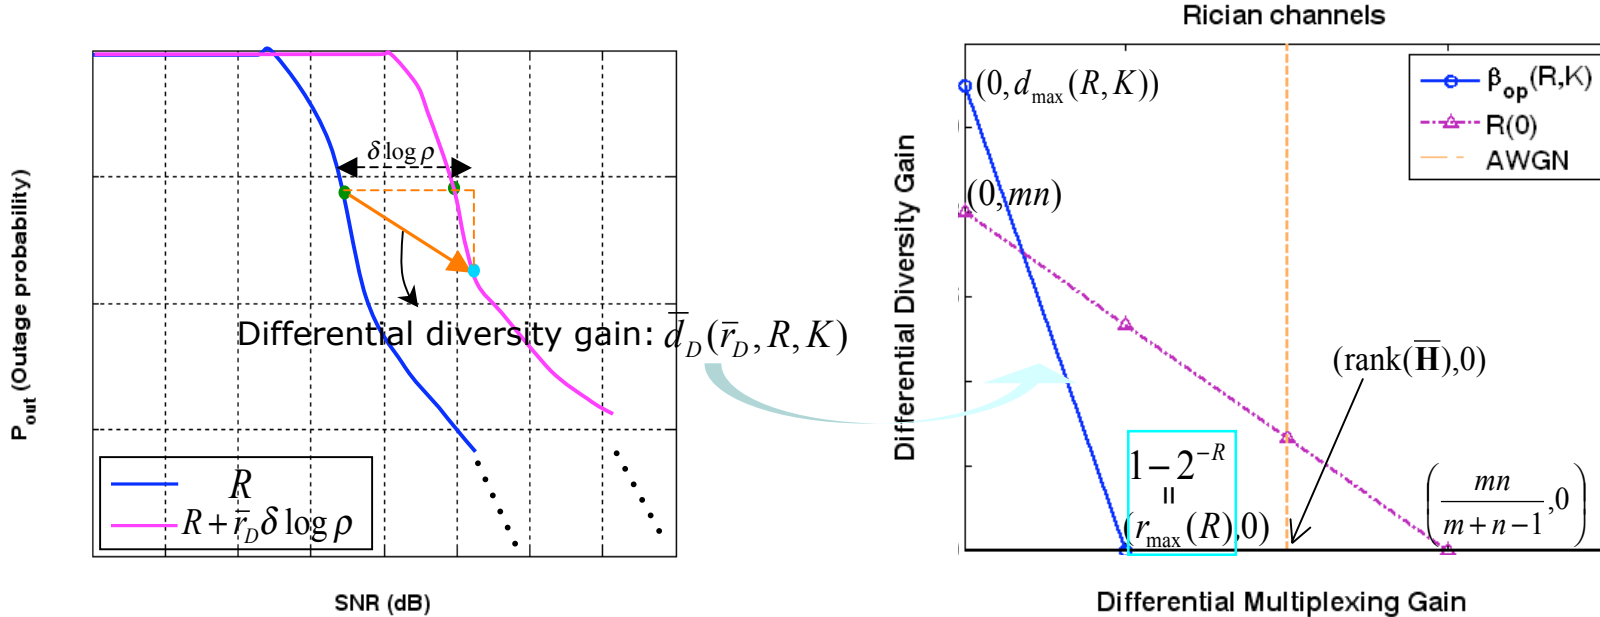 P_out (Outage probability)
δ log ρ
Differential diversity gain: d̅_D(r̅_D, R, K)
R
R + r̅_D δ log ρ
SNR (dB)
Rician channels
Differential Diversity Gain
(0, d_max(R, K))
(0, mn)
β_op(R,K)
R(0)
AWGN
(rank(H̅),0)
1−2^{−R}
=
(r_max(R),0)
(mn/(m+n−1),0)
Differential Multiplexing Gain